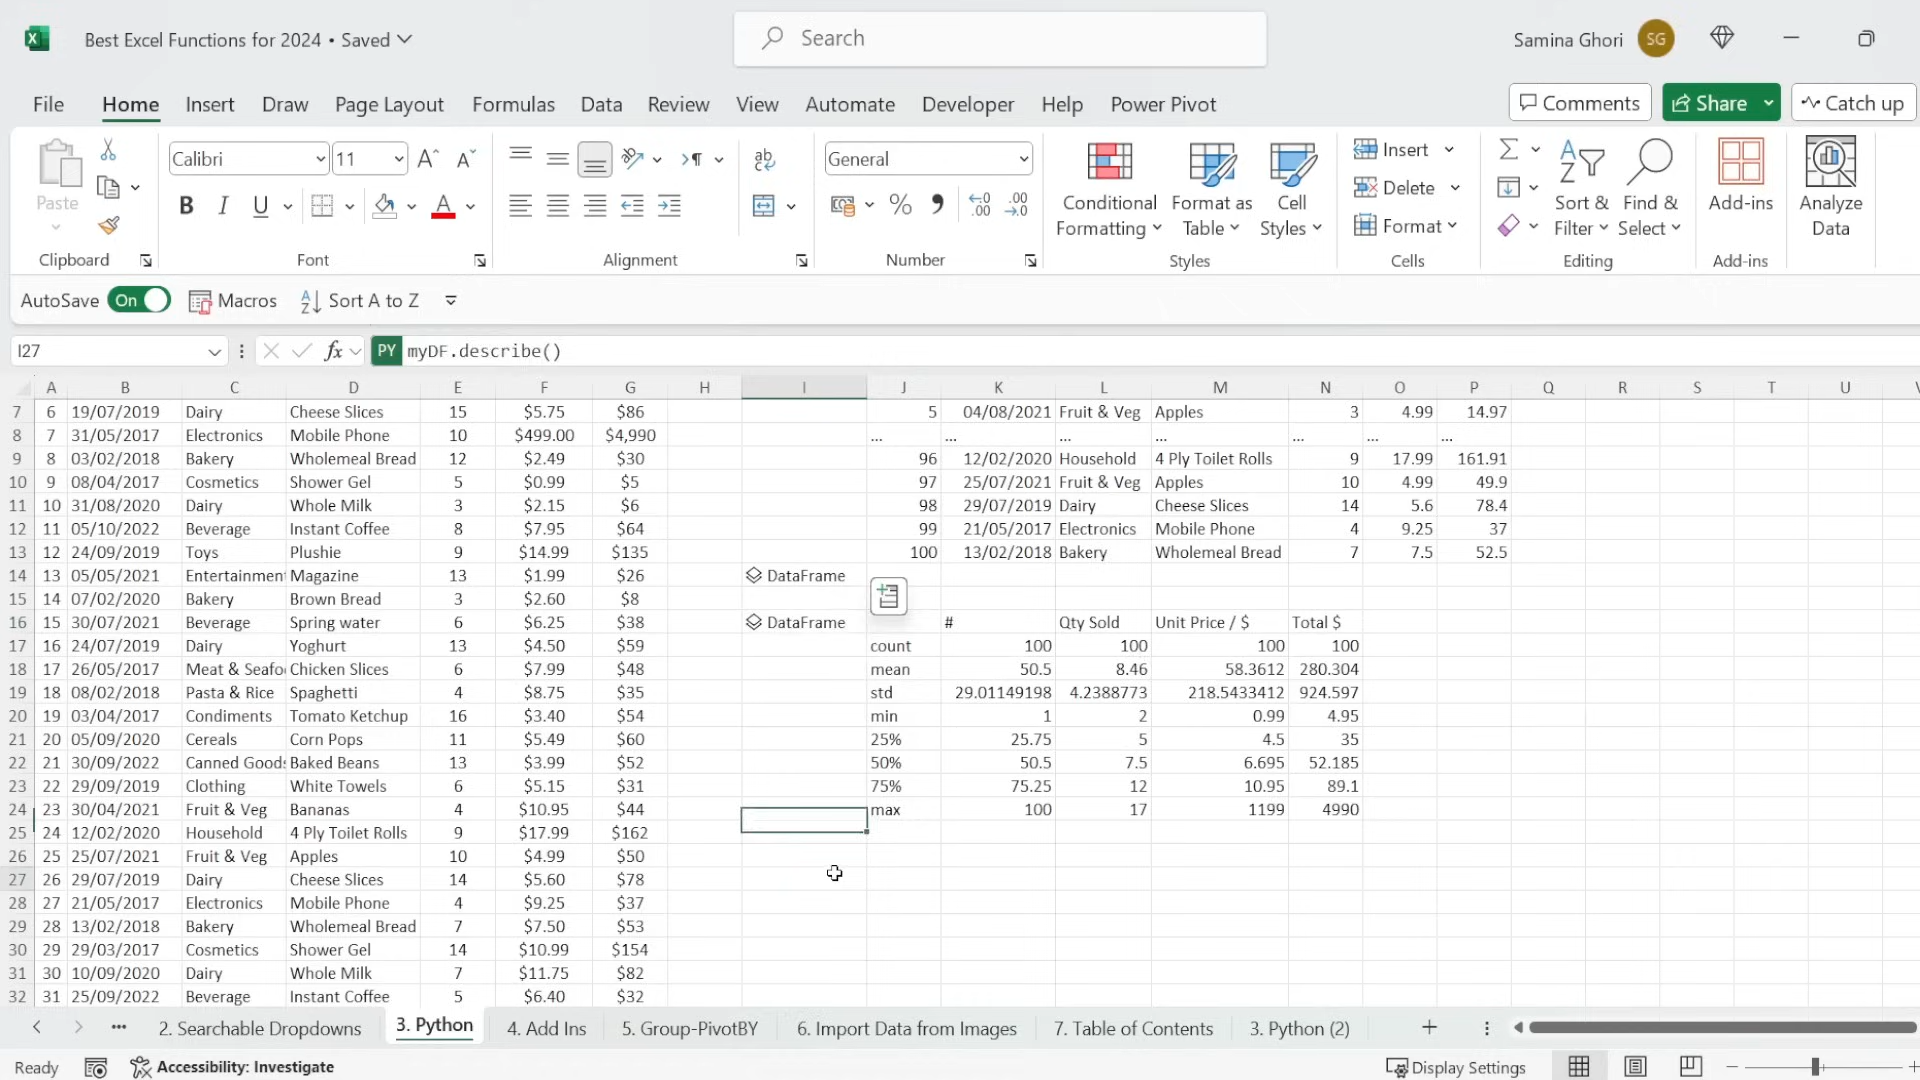 Best Excel Functions for 2024 • Saved
Search
Samina Ghori SG
File Home Insert Draw Page Layout Formulas Data Review View Automate Developer Help Power Pivot
Comments Share Catch up
Paste
Calibri 11
General
Conditional Formatting
Format as Table
Cell Styles
Insert
Delete
Format
Sort & Filter
Find & Select
Add-ins
Analyze Data
Clipboard Font Alignment Number Styles Cells Editing Add-ins
AutoSave On Macros Sort A to Z
I27 fx PY myDF.describe()
A B C D E F G H I J K L M N O P Q R S T U
7 6 19/07/2019 Dairy Cheese Slices 15 $5.75 $86 5 04/08/2021 Fruit & Veg Apples 3 4.99 14.97
8 7 31/05/2017 Electronics Mobile Phone 10 $499.00 $4,990 ... ... ... ... ... ... ...
9 8 03/02/2018 Bakery Wholemeal Bread 12 $2.49 $30 96 12/02/2020 Household 4 Ply Toilet Rolls 9 17.99 161.91
10 9 08/04/2017 Cosmetics Shower Gel 5 $0.99 $5 97 25/07/2021 Fruit & Veg Apples 10 4.99 49.9
11 10 31/08/2020 Dairy Whole Milk 3 $2.15 $6 98 29/07/2019 Dairy Cheese Slices 14 5.6 78.4
12 11 05/10/2022 Beverage Instant Coffee 8 $7.95 $64 99 21/05/2017 Electronics Mobile Phone 4 9.25 37
13 12 24/09/2019 Toys Plushie 9 $14.99 $135 100 13/02/2018 Bakery Wholemeal Bread 7 7.5 52.5
14 13 05/05/2021 Entertainmen Magazine 13 $1.99 $26 DataFrame
15 14 07/02/2020 Bakery Brown Bread 3 $2.60 $8
16 15 30/07/2021 Beverage Spring water 6 $6.25 $38 DataFrame # Qty Sold Unit Price / $ Total $
17 16 24/07/2019 Dairy Yoghurt 13 $4.50 $59 count 100 100 100 100
18 17 26/05/2017 Meat & Seafo Chicken Slices 6 $7.99 $48 mean 50.5 8.46 58.3612 280.304
19 18 08/02/2018 Pasta & Rice Spaghetti 4 $8.75 $35 std 29.01149198 4.2388773 218.5433412 924.597
20 19 03/04/2017 Condiments Tomato Ketchup 16 $3.40 $54 min 1 2 0.99 4.95
21 20 05/09/2020 Cereals Corn Pops 11 $5.49 $60 25% 25.75 5 4.5 35
22 21 30/09/2022 Canned Good Baked Beans 13 $3.99 $52 50% 50.5 7.5 6.695 52.185
23 22 29/09/2019 Clothing White Towels 6 $5.15 $31 75% 75.25 12 10.95 89.1
24 23 30/04/2021 Fruit & Veg Bananas 4 $10.95 $44 max 100 17 1199 4990
25 24 12/02/2020 Household 4 Ply Toilet Rolls 9 $17.99 $162
26 25 25/07/2021 Fruit & Veg Apples 10 $4.99 $50
27 26 29/07/2019 Dairy Cheese Slices 14 $5.60 $78
28 27 21/05/2017 Electronics Mobile Phone 4 $9.25 $37
29 28 13/02/2018 Bakery Wholemeal Bread 7 $7.50 $53
30 29 29/03/2017 Cosmetics Shower Gel 14 $10.99 $154
31 30 10/09/2020 Dairy Whole Milk 7 $11.75 $82
32 31 25/09/2022 Beverage Instant Coffee 5 $6.40 $32
2. Searchable Dropdowns 3. Python 4. Add Ins 5. Group-PivotBY 6. Import Data from Images 7. Table of Contents 3. Python (2)
Ready Accessibility: Investigate Display Settings